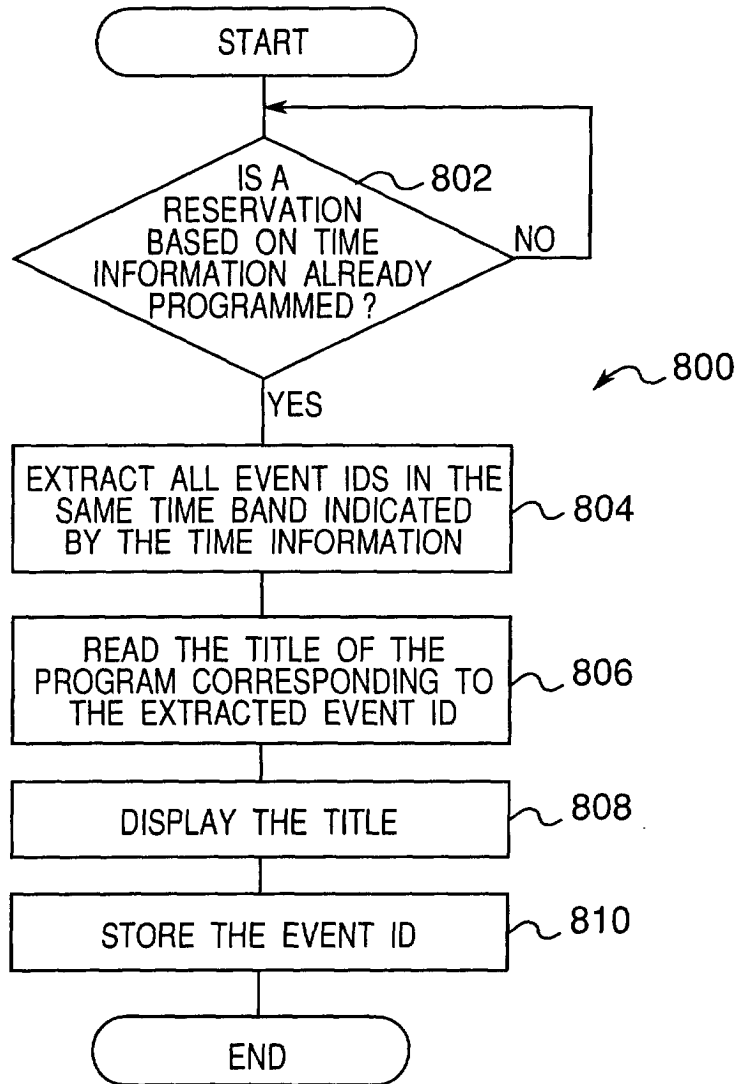 START
IS A
RESERVATION
BASED ON TIME
INFORMATION ALREADY
PROGRAMMED ?
802
NO
800
YES
EXTRACT ALL EVENT IDS IN THE
SAME TIME BAND INDICATED
BY THE TIME INFORMATION
804
READ THE TITLE OF THE
PROGRAM CORRESPONDING TO
THE EXTRACTED EVENT ID
806
DISPLAY THE TITLE
808
STORE THE EVENT ID
810
END